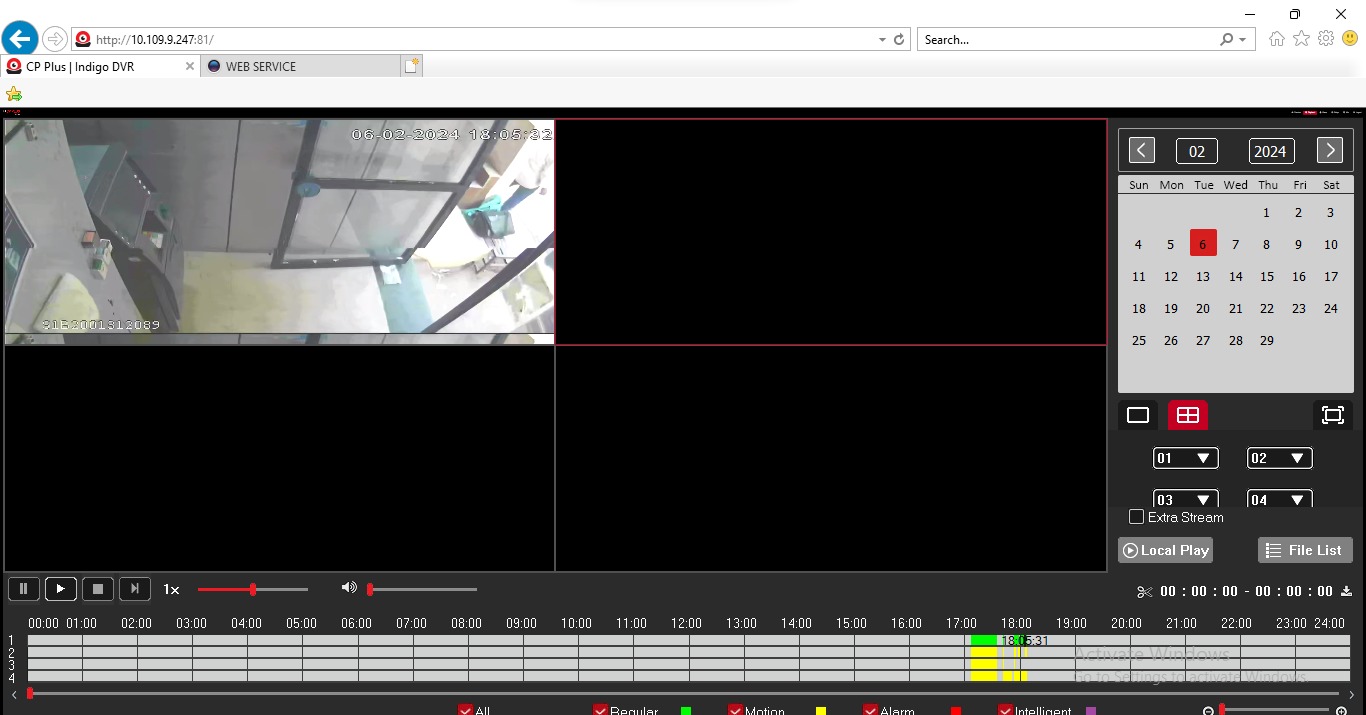 http://10.109.9.247:81/
Search...
CP Plus | Indigo DVR
WEB SERVICE
06-02-2024 18:05:32
02 2024
Sun Mon Tue Wed Thu Fri Sat
1 2 3
4 5 6 7 8 9 10
11 12 13 14 15 16 17
18 19 20 21 22 23 24
25 26 27 28 29
01 02
03 04
Extra Stream
Local Play File List
1x
00 : 00 : 00 - 00 : 00 : 00
00:00 01:00 02:00 03:00 04:00 05:00 06:00 07:00 08:00 09:00 10:00 11:00 12:00 13:00 14:00 15:00 16:00 17:00 18:00 19:00 20:00 21:00 22:00 23:00 24:00
1 18:05:31
2
3
4
Activate Windows
Go to Settings to activate Windows.
All Regular Motion Alarm Intelligent